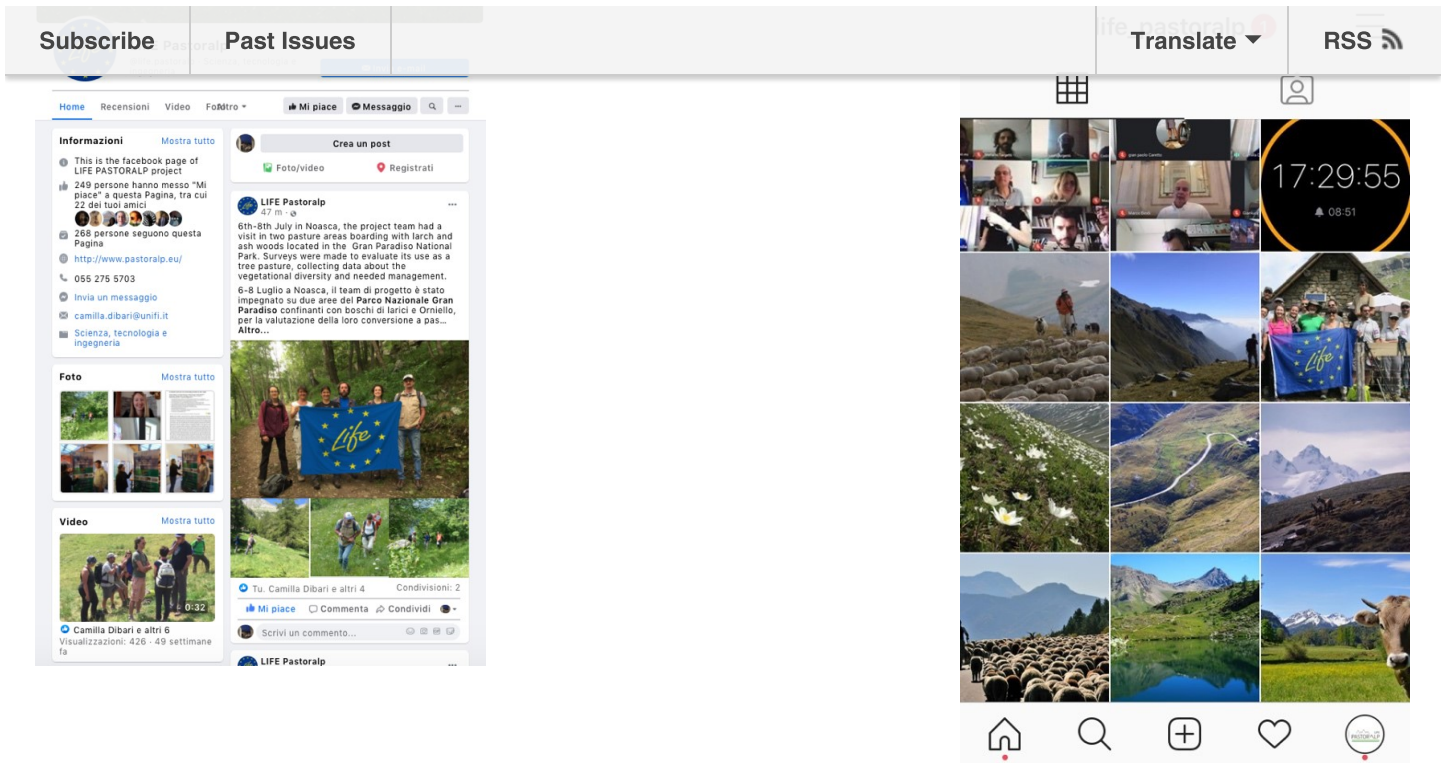 Subscribe
Past Issues
Translate
RSS
life_pastoralp
Home Recensioni Video Mi piace Messaggio
Informazioni Mostra tutto
This is the facebook page of
LIFE PASTORALP project
249 persone hanno messo "Mi
piace" a questa Pagina, tra cui
22 dei tuoi amici
268 persone seguono questa
Pagina
http://www.pastoralp.eu/
055 275 5703
Invia un messaggio
camilla.dibari@unifi.it
Scienza, tecnologia e
ingegneria
Foto Mostra tutto
Video Mostra tutto
0:32
Camilla Dibari e altri 6
Visualizzazioni: 426 · 49 settimane
fa
Crea un post
Foto/video Registrati
LIFE Pastoralp
47 m ·
6th-8th July in Noasca, the project team had a
visit in two pasture areas boarding with larch and
ash woods located in the Gran Paradiso National
Park. Surveys were made to evaluate its use as a
tree pasture, collecting data about the
vegetational diversity and needed management.
6-8 Luglio a Noasca, il team di progetto è stato
impegnato su due aree del Parco Nazionale Gran
Paradiso confinanti con boschi di larici e Orniello,
per la valutazione della loro conversione a pas...
Altro...
Life
Tu, Camilla Dibari e altri 4 Condivisioni: 2
Mi piace Commenta Condividi
Scrivi un commento...
LIFE Pastoralp
17:29:55
08:51
Life
PASTORALP